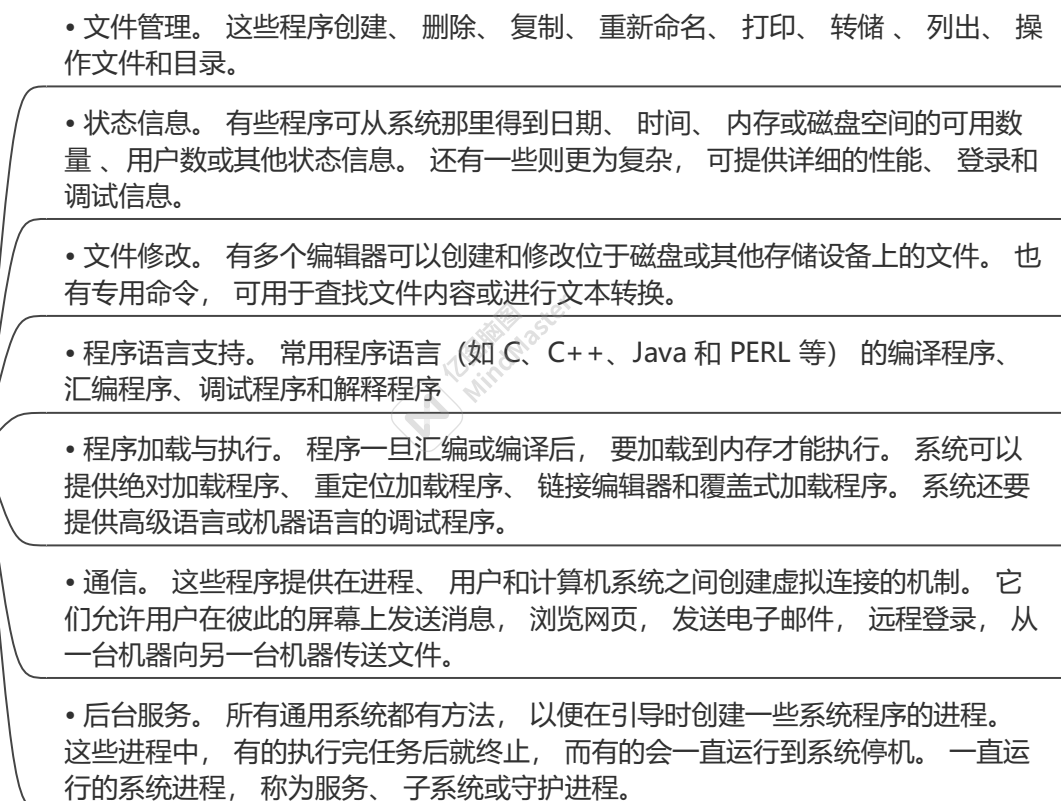 • 文件管理。 这些程序创建、 删除、 复制、 重新命名、 打印、 转储 、 列出、 操
作文件和目录。
• 状态信息。 有些程序可从系统那里得到日期、 时间、 内存或磁盘空间的可用数
量 、用户数或其他状态信息。 还有一些则更为复杂， 可提供详细的性能、 登录和
调试信息。
• 文件修改。 有多个编辑器可以创建和修改位于磁盘或其他存储设备上的文件。 也
有专用命令， 可用于查找文件内容或进行文本转换。
• 程序语言支持。 常用程序语言（如 C、C++、Java 和 PERL 等） 的编译程序、
汇编程序、调试程序和解释程序
• 程序加载与执行。 程序一旦汇编或编译后， 要加载到内存才能执行。 系统可以
提供绝对加载程序、 重定位加载程序、 链接编辑器和覆盖式加载程序。 系统还要
提供高级语言或机器语言的调试程序。
• 通信。 这些程序提供在进程、 用户和计算机系统之间创建虚拟连接的机制。 它
们允许用户在彼此的屏幕上发送消息， 浏览网页， 发送电子邮件， 远程登录， 从
一台机器向另一台机器传送文件。
• 后台服务。 所有通用系统都有方法， 以便在引导时创建一些系统程序的进程。
这些进程中， 有的执行完任务后就终止， 而有的会一直运行到系统停机。 一直运
行的系统进程， 称为服务、 子系统或守护进程。
亿图脑图
MindMaster